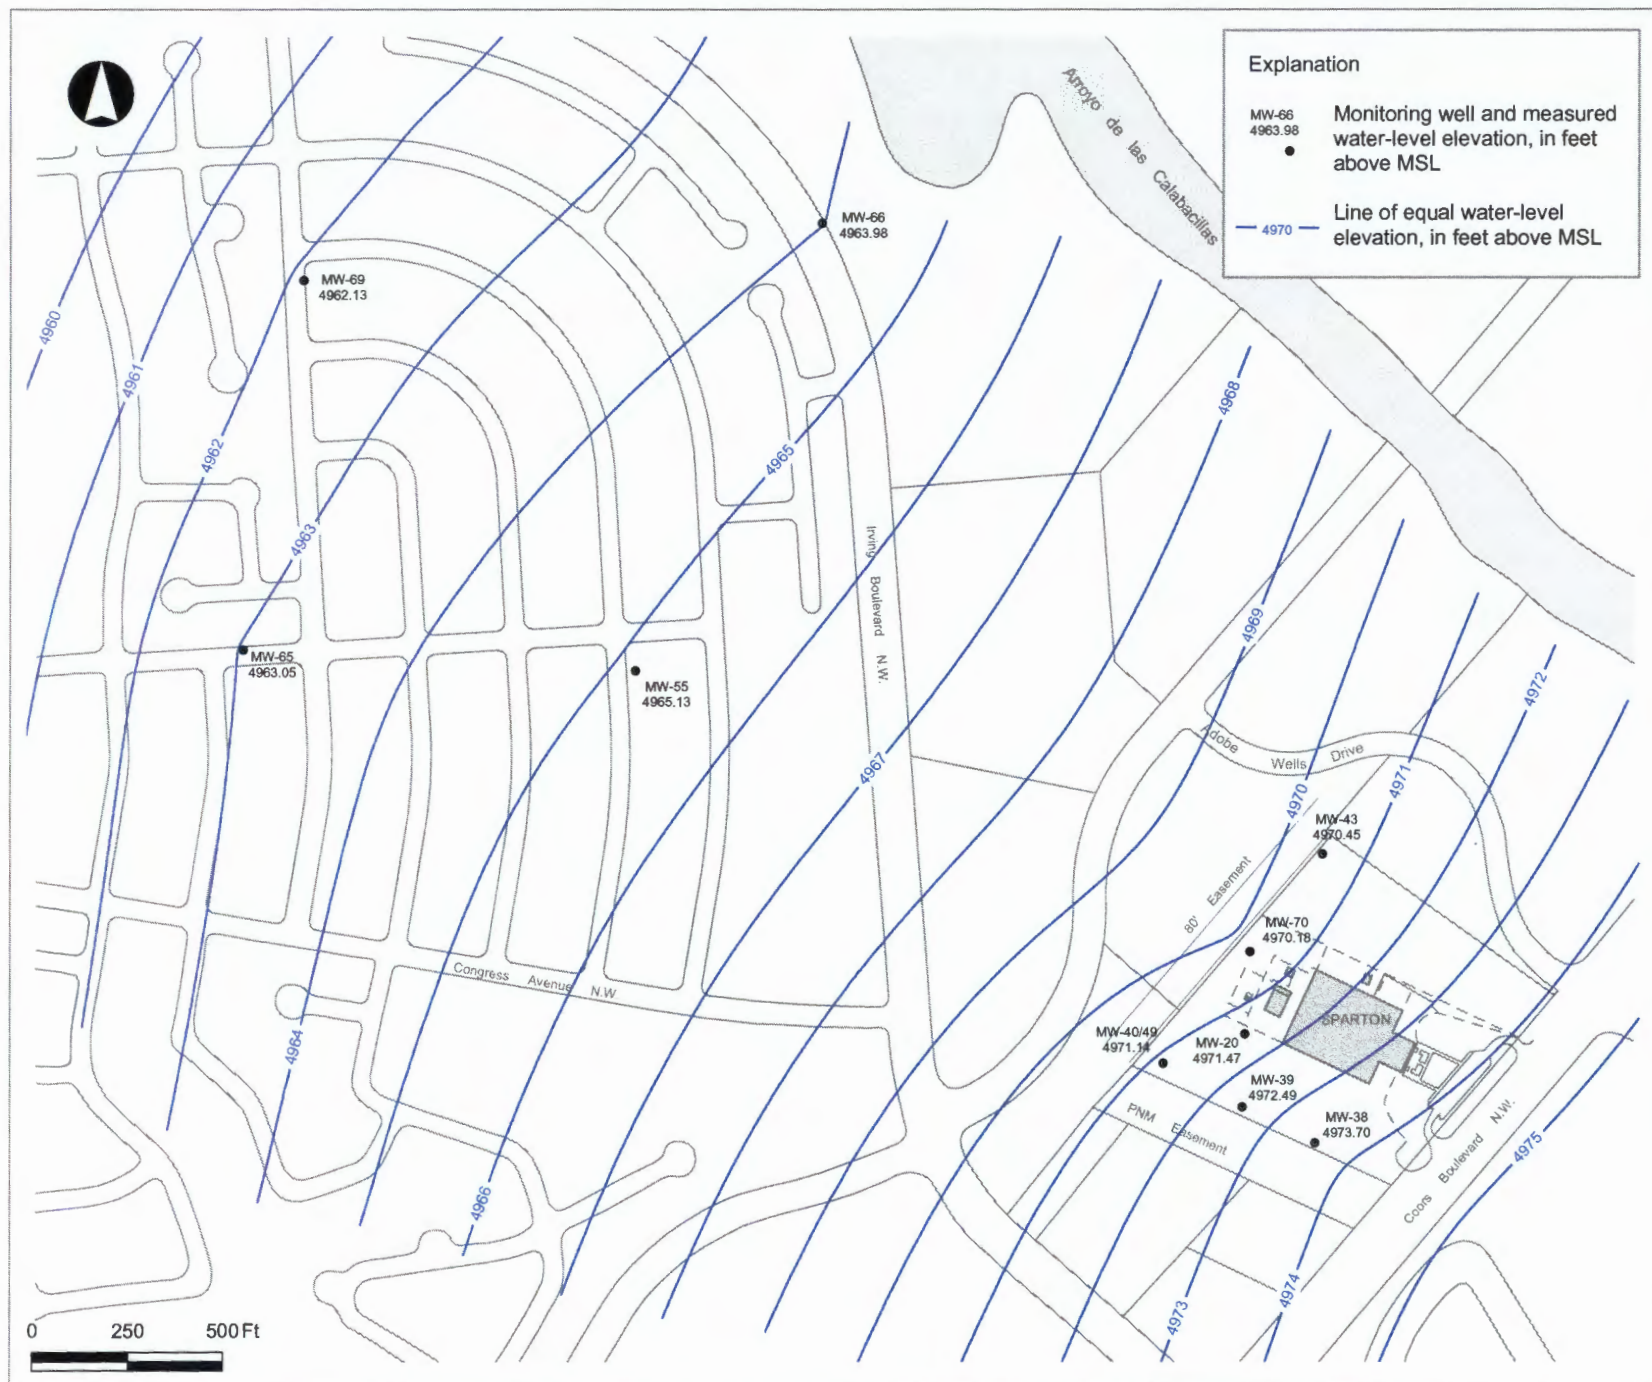 Explanation
MW-66
4963.98
Monitoring well and measured
water-level elevation, in feet
above MSL
4970
Line of equal water-level
elevation, in feet above MSL
Arroyo de las Calabacillas
MW-66
4963.98
MW-69
4962.13
4960
4961
4962
4963
4965
4968
Irving Boulevard N.W.
4969
MW-65
4963.05
MW-55
4965.13
4972
Adobe Wells Drive
4967
4971
4970
MW-43
4970.45
80' Easement
MW-70
4970.18
Congress Avenue N.W
SPARTON
MW-40/49
4971.14
MW-20
4971.47
4964
MW-39
4972.49
PNM Easement
MW-38
4973.70
Coors Boulevard N.W.
4975
4966
4974
4973
0 250 500 Ft